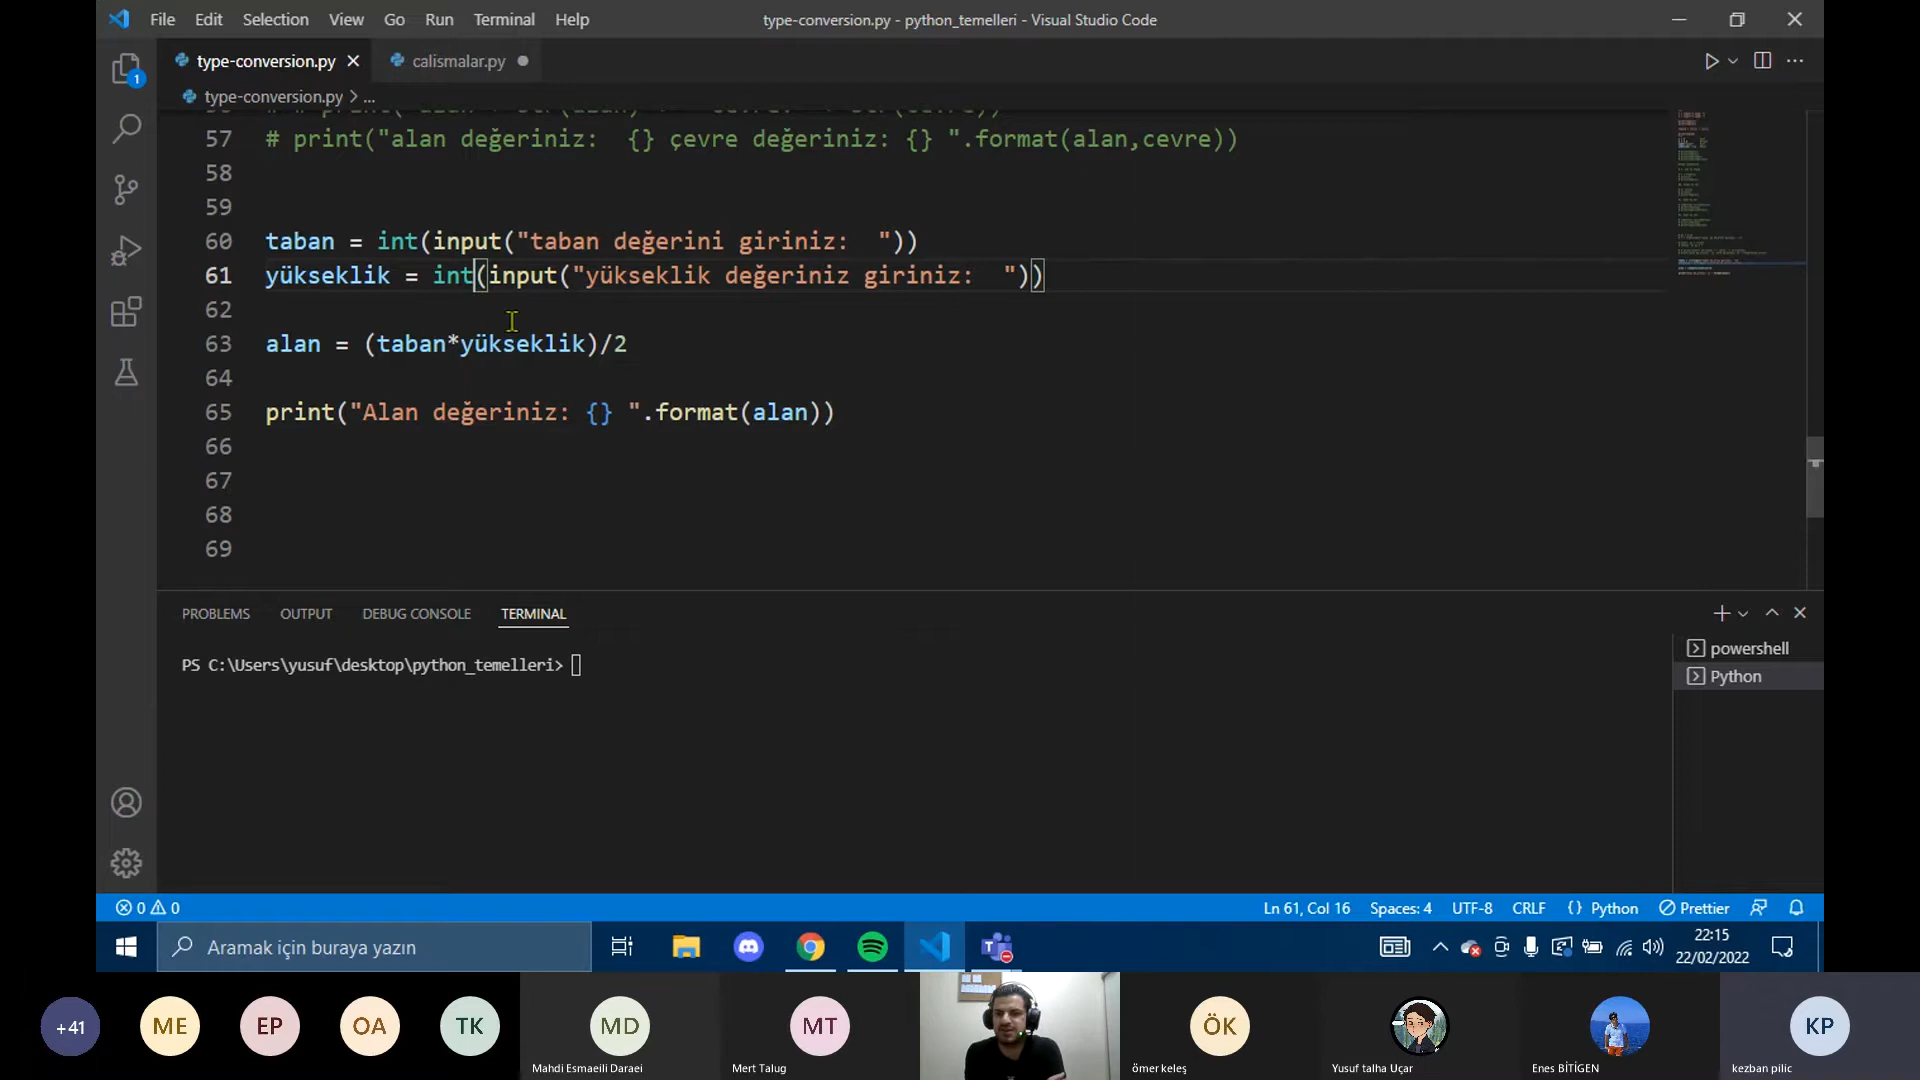 File Edit Selection View Go Run Terminal Help
type-conversion.py - python_temelleri - Visual Studio Code
type-conversion.py
calismalar.py
type-conversion.py > ...
57 # print("alan değeriniz:  {} çevre değeriniz: {} ".format(alan,cevre))
58
59
60 taban = int(input("taban değerini giriniz:  "))
61 yükseklik = int(input("yükseklik değeriniz giriniz:  "))
62
63 alan = (taban*yükseklik)/2
64
65 print("Alan değeriniz: {} ".format(alan))
66
67
68
69
PROBLEMS OUTPUT DEBUG CONSOLE TERMINAL
PS C:\Users\yusuf\desktop\python_temelleri>
powershell
Python
0 0
Ln 61, Col 16 Spaces: 4 UTF-8 CRLF {} Python Prettier
Aramak için buraya yazın
22:15
22/02/2022
+41 ME EP OA TK MD MT ÖK KP
Mahdi Esmaeili Daraei Mert Talug ömer keleş Yusuf talha Uçar Enes BİTİGEN kezban pilic